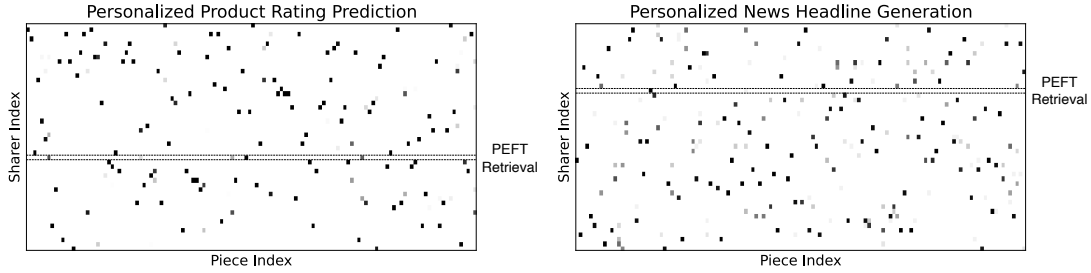 Personalized Product Rating Prediction
Sharer Index
PEFT
Retrieval
Piece Index
Personalized News Headline Generation
Sharer Index
PEFT
Retrieval
Piece Index